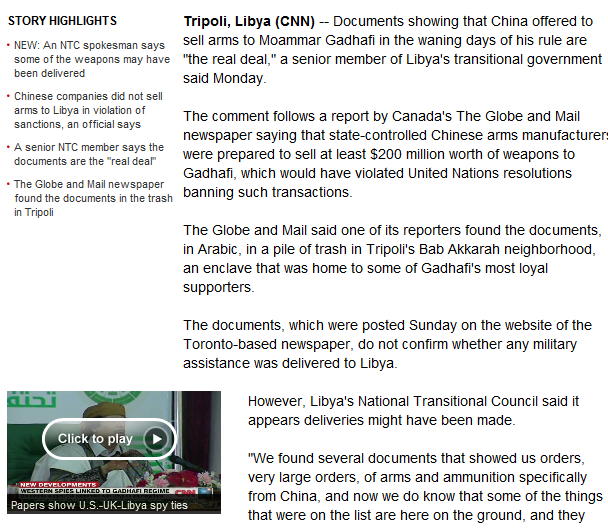 STORY HIGHLIGHTS
NEW: An NTC spokesman says
some of the weapons may have
been delivered
Chinese companies did not sell
arms to Libya in violation of
sanctions, an official says
A senior NTC member says the
documents are the "real deal"
The Globe and Mail newspaper
found the documents in the trash
in Tripoli
Tripoli, Libya (CNN) -- Documents showing that China offered to
sell arms to Moammar Gadhafi in the waning days of his rule are
"the real deal," a senior member of Libya's transitional government
said Monday.
The comment follows a report by Canada's The Globe and Mail
newspaper saying that state-controlled Chinese arms manufacturers
were prepared to sell at least $200 million worth of weapons to
Gadhafi, which would have violated United Nations resolutions
banning such transactions.
The Globe and Mail said one of its reporters found the documents,
in Arabic, in a pile of trash in Tripoli's Bab Akkarah neighborhood,
an enclave that was home to some of Gadhafi's most loyal
supporters.
The documents, which were posted Sunday on the website of the
Toronto-based newspaper, do not confirm whether any military
assistance was delivered to Libya.
Click to play
NEW DEVELOPMENTS
WESTERN SPIES LINKED TO GADHAFI REGIME
CNN
Papers show U.S.-UK-Libya spy ties
However, Libya's National Transitional Council said it
appears deliveries might have been made.
"We found several documents that showed us orders,
very large orders, of arms and ammunition specifically
from China, and now we do know that some of the things
that were on the list are here on the ground, and they